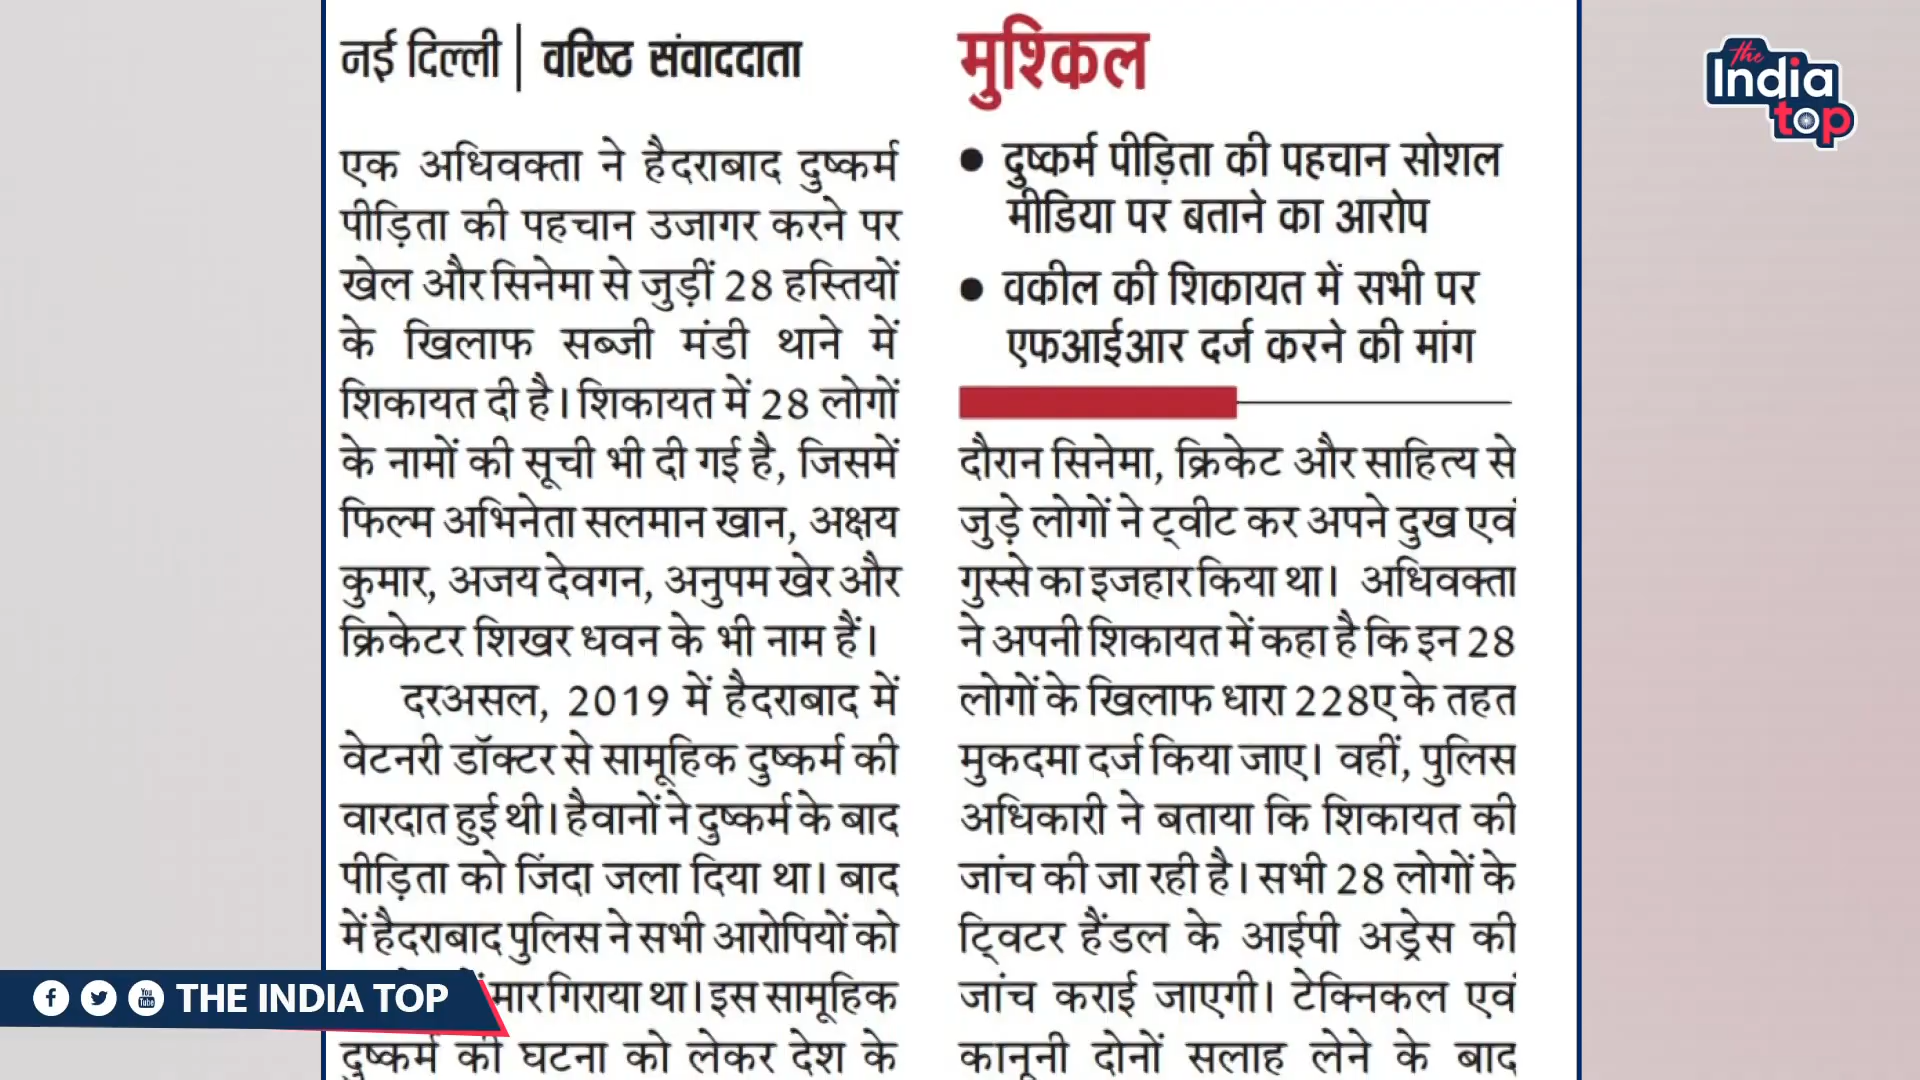 नई दिल्ली | वरिष्ठ संवाददाता
एक अधिवक्ता ने हैदराबाद दुष्कर्म
पीड़िता की पहचान उजागर करने पर
खेल और सिनेमा से जुड़ीं 28 हस्तियों
के खिलाफ सब्जी मंडी थाने में
शिकायत दी है। शिकायत में 28 लोगों
के नामों की सूची भी दी गई है, जिसमें
फिल्म अभिनेता सलमान खान, अक्षय
कुमार, अजय देवगन, अनुपम खेर और
क्रिकेटर शिखर धवन के भी नाम हैं।
दरअसल, 2019 में हैदराबाद में
वेटनरी डॉक्टर से सामूहिक दुष्कर्म की
वारदात हुई थी। हैवानों ने दुष्कर्म के बाद
पीड़िता को जिंदा जला दिया था। बाद
में हैदराबाद पुलिस ने सभी आरोपियों को
मार गिराया था। इस सामूहिक
दुष्कर्म की घटना को लेकर देश के
मुश्किल
● दुष्कर्म पीड़िता की पहचान सोशल
मीडिया पर बताने का आरोप
● वकील की शिकायत में सभी पर
एफआईआर दर्ज करने की मांग
दौरान सिनेमा, क्रिकेट और साहित्य से
जुड़े लोगों ने ट्वीट कर अपने दुख एवं
गुस्से का इजहार किया था। अधिवक्ता
ने अपनी शिकायत में कहा है कि इन 28
लोगों के खिलाफ धारा 228ए के तहत
मुकदमा दर्ज किया जाए। वहीं, पुलिस
अधिकारी ने बताया कि शिकायत की
जांच की जा रही है। सभी 28 लोगों के
ट्विटर हैंडल के आईपी अड्रेस की
जांच कराई जाएगी। टेक्निकल एवं
कानूनी दोनों सलाह लेने के बाद
the
India
top
You
Tube
THE INDIA TOP